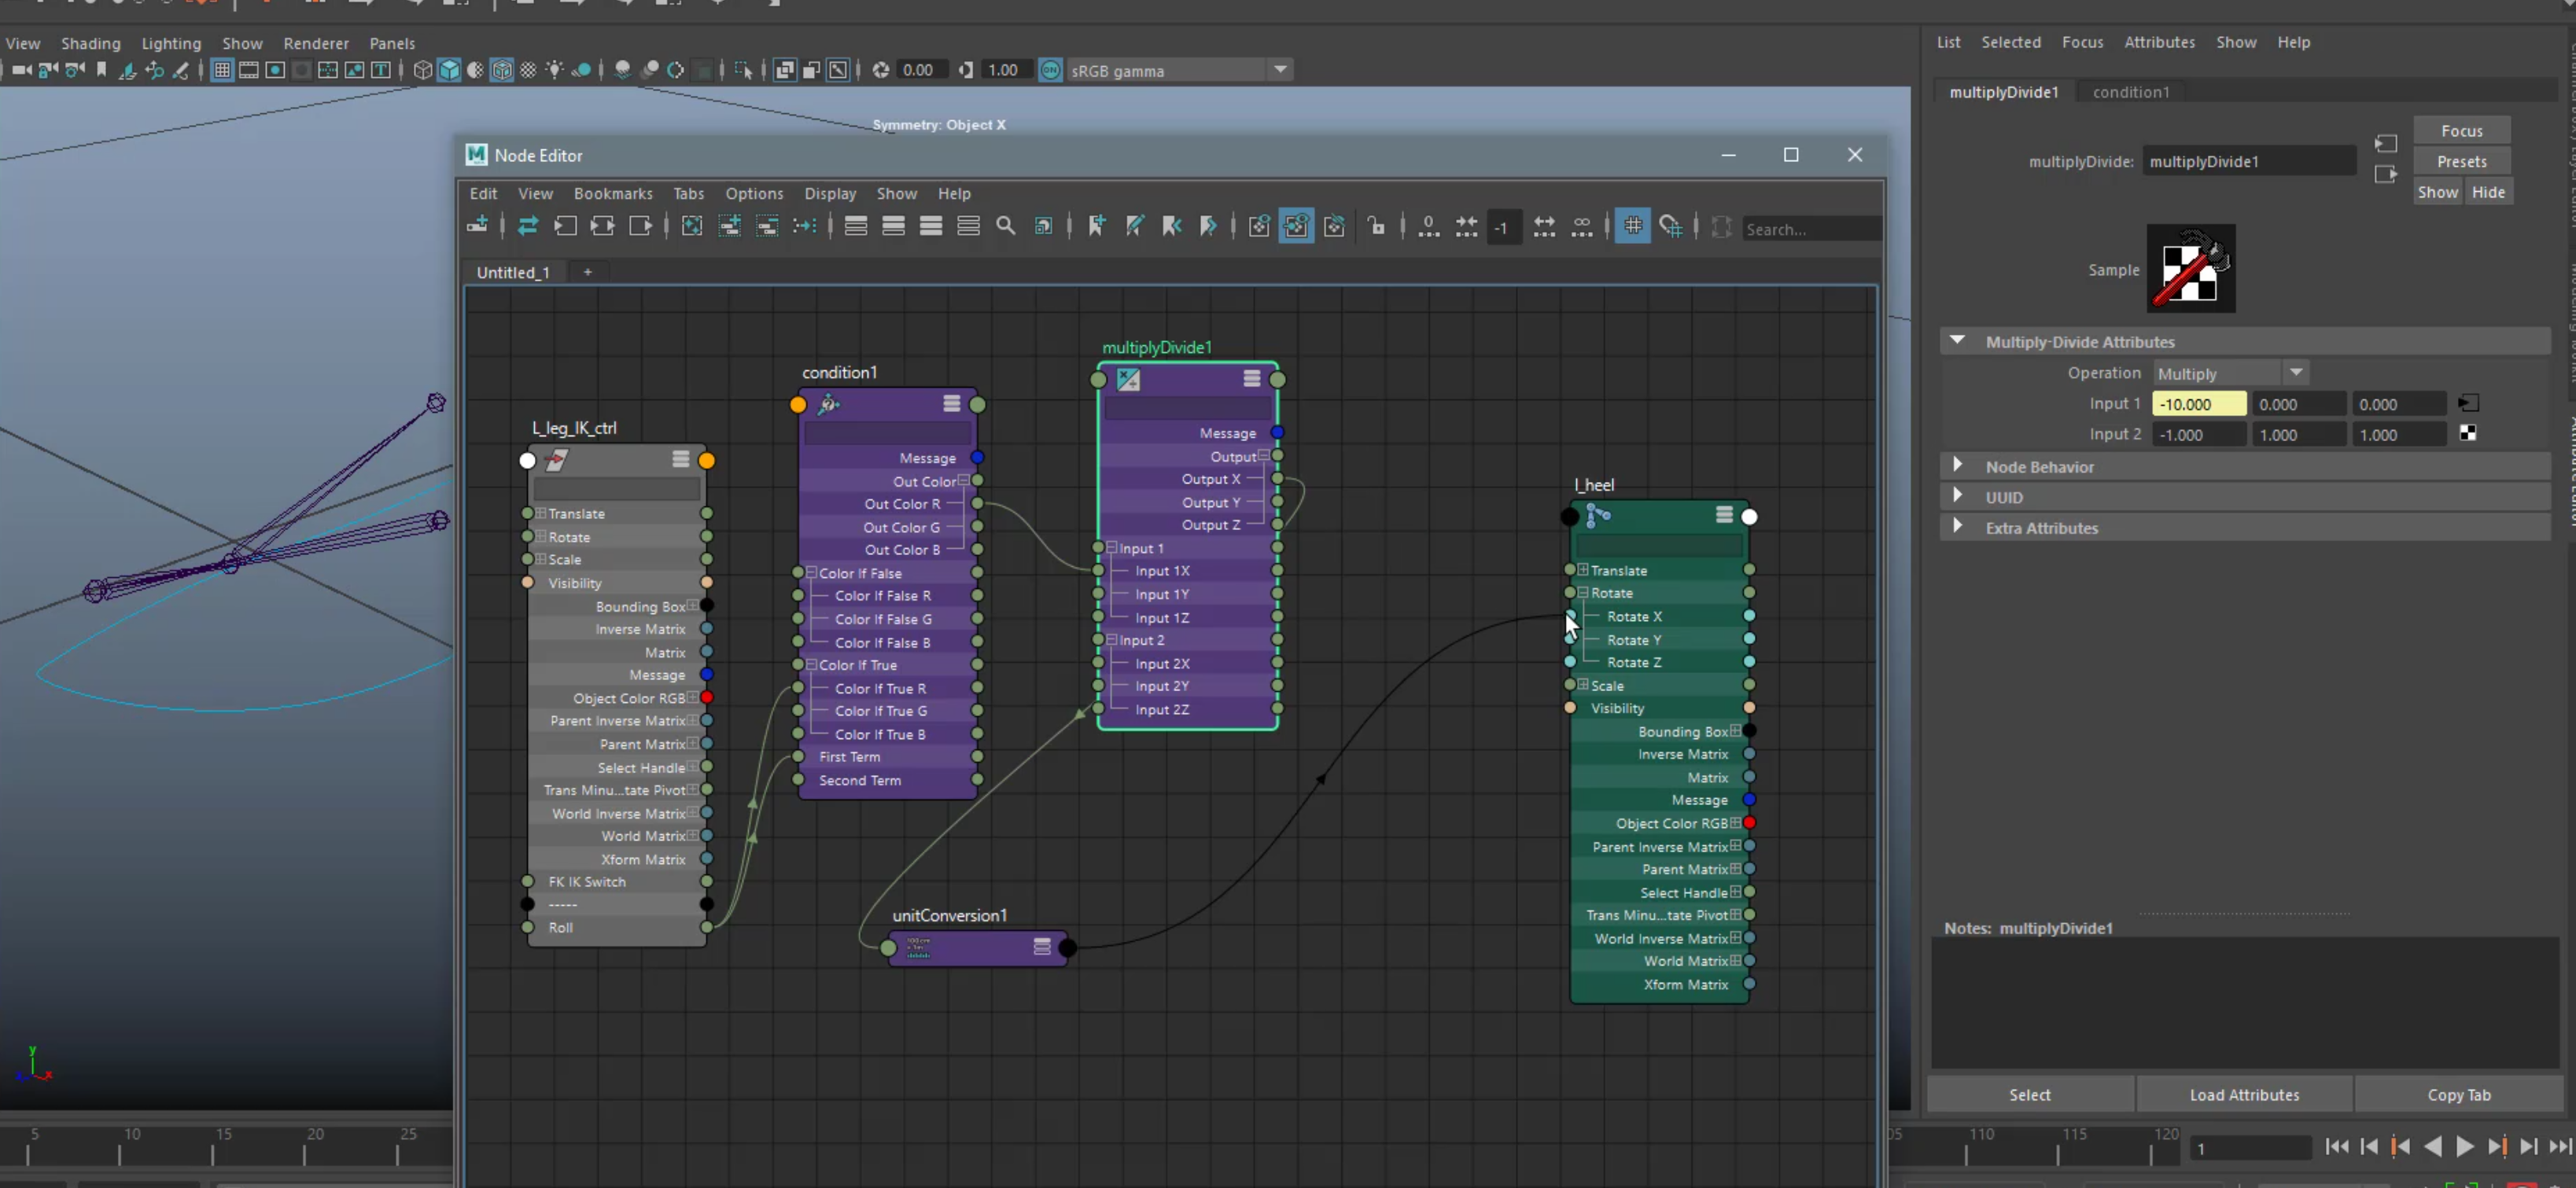 View Shading Lighting Show Renderer Panels
0.00 1.00 ON sRGB gamma
Symmetry: Object X
Node Editor
Edit View Bookmarks Tabs Options Display Show Help
-1 Search...
Untitled_1 +
L_leg_IK_ctrl
Translate
Rotate
Scale
Visibility
Bounding Box
Inverse Matrix
Matrix
Message
Object Color RGB
Parent Inverse Matrix
Parent Matrix
Select Handle
Trans Minu...tate Pivot
World Inverse Matrix
World Matrix
Xform Matrix
FK IK Switch
-----
Roll
condition1
Message
Out Color
Out Color R
Out Color G
Out Color B
Color If False
Color If False R
Color If False G
Color If False B
Color If True
Color If True R
Color If True G
Color If True B
First Term
Second Term
multiplyDivide1
Message
Output
Output X
Output Y
Output Z
Input 1
Input 1X
Input 1Y
Input 1Z
Input 2
Input 2X
Input 2Y
Input 2Z
unitConversion1
l_heel
Translate
Rotate
Rotate X
Rotate Y
Rotate Z
Scale
Visibility
Bounding Box
Inverse Matrix
Matrix
Message
Object Color RGB
Parent Inverse Matrix
Parent Matrix
Select Handle
Trans Minu...tate Pivot
World Inverse Matrix
World Matrix
Xform Matrix
List Selected Focus Attributes Show Help
multiplyDivide1 condition1
Focus
multiplyDivide: multiplyDivide1 Presets
Show Hide
Sample
Multiply-Divide Attributes
Operation Multiply
Input 1 -10.000 0.000 0.000
Input 2 -1.000 1.000 1.000
Node Behavior
UUID
Extra Attributes
Notes: multiplyDivide1
Select Load Attributes Copy Tab
y
x
5 10 15 20 25 05 110 115 120 1